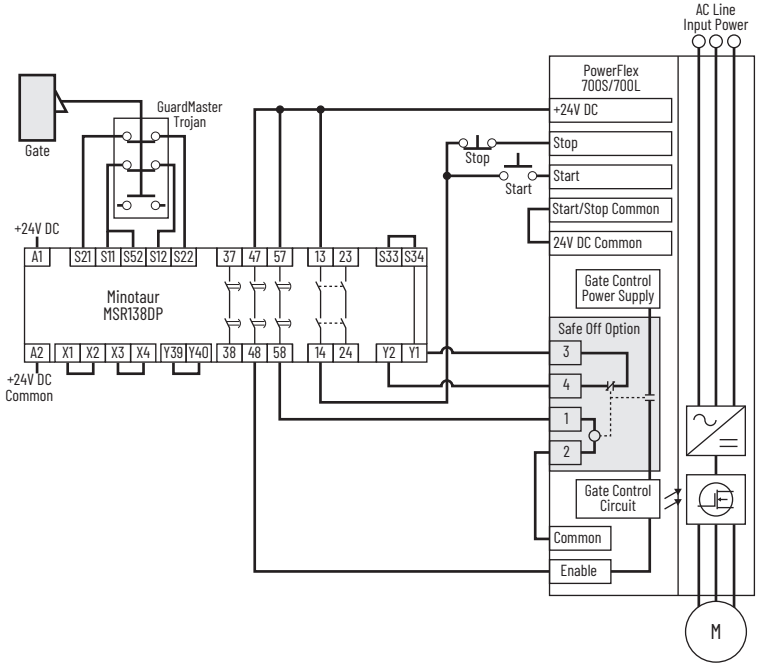 AC Line
Input Power
PowerFlex
700S/700L
+24V DC
Stop
Start
Start/Stop Common
24V DC Common
Gate Control
Power Supply
Safe Off Option
3
4
1
2
Gate Control
Circuit
Common
Enable
M
Gate
GuardMaster
Trojan
Stop
Start
+24V DC
A1 S21 S11 S52 S12 S22 37 47 57 13 23 S33 S34
Minotaur
MSR138DP
A2 X1 X2 X3 X4 Y39 Y40 38 48 58 14 24 Y2 Y1
+24V DC
Common